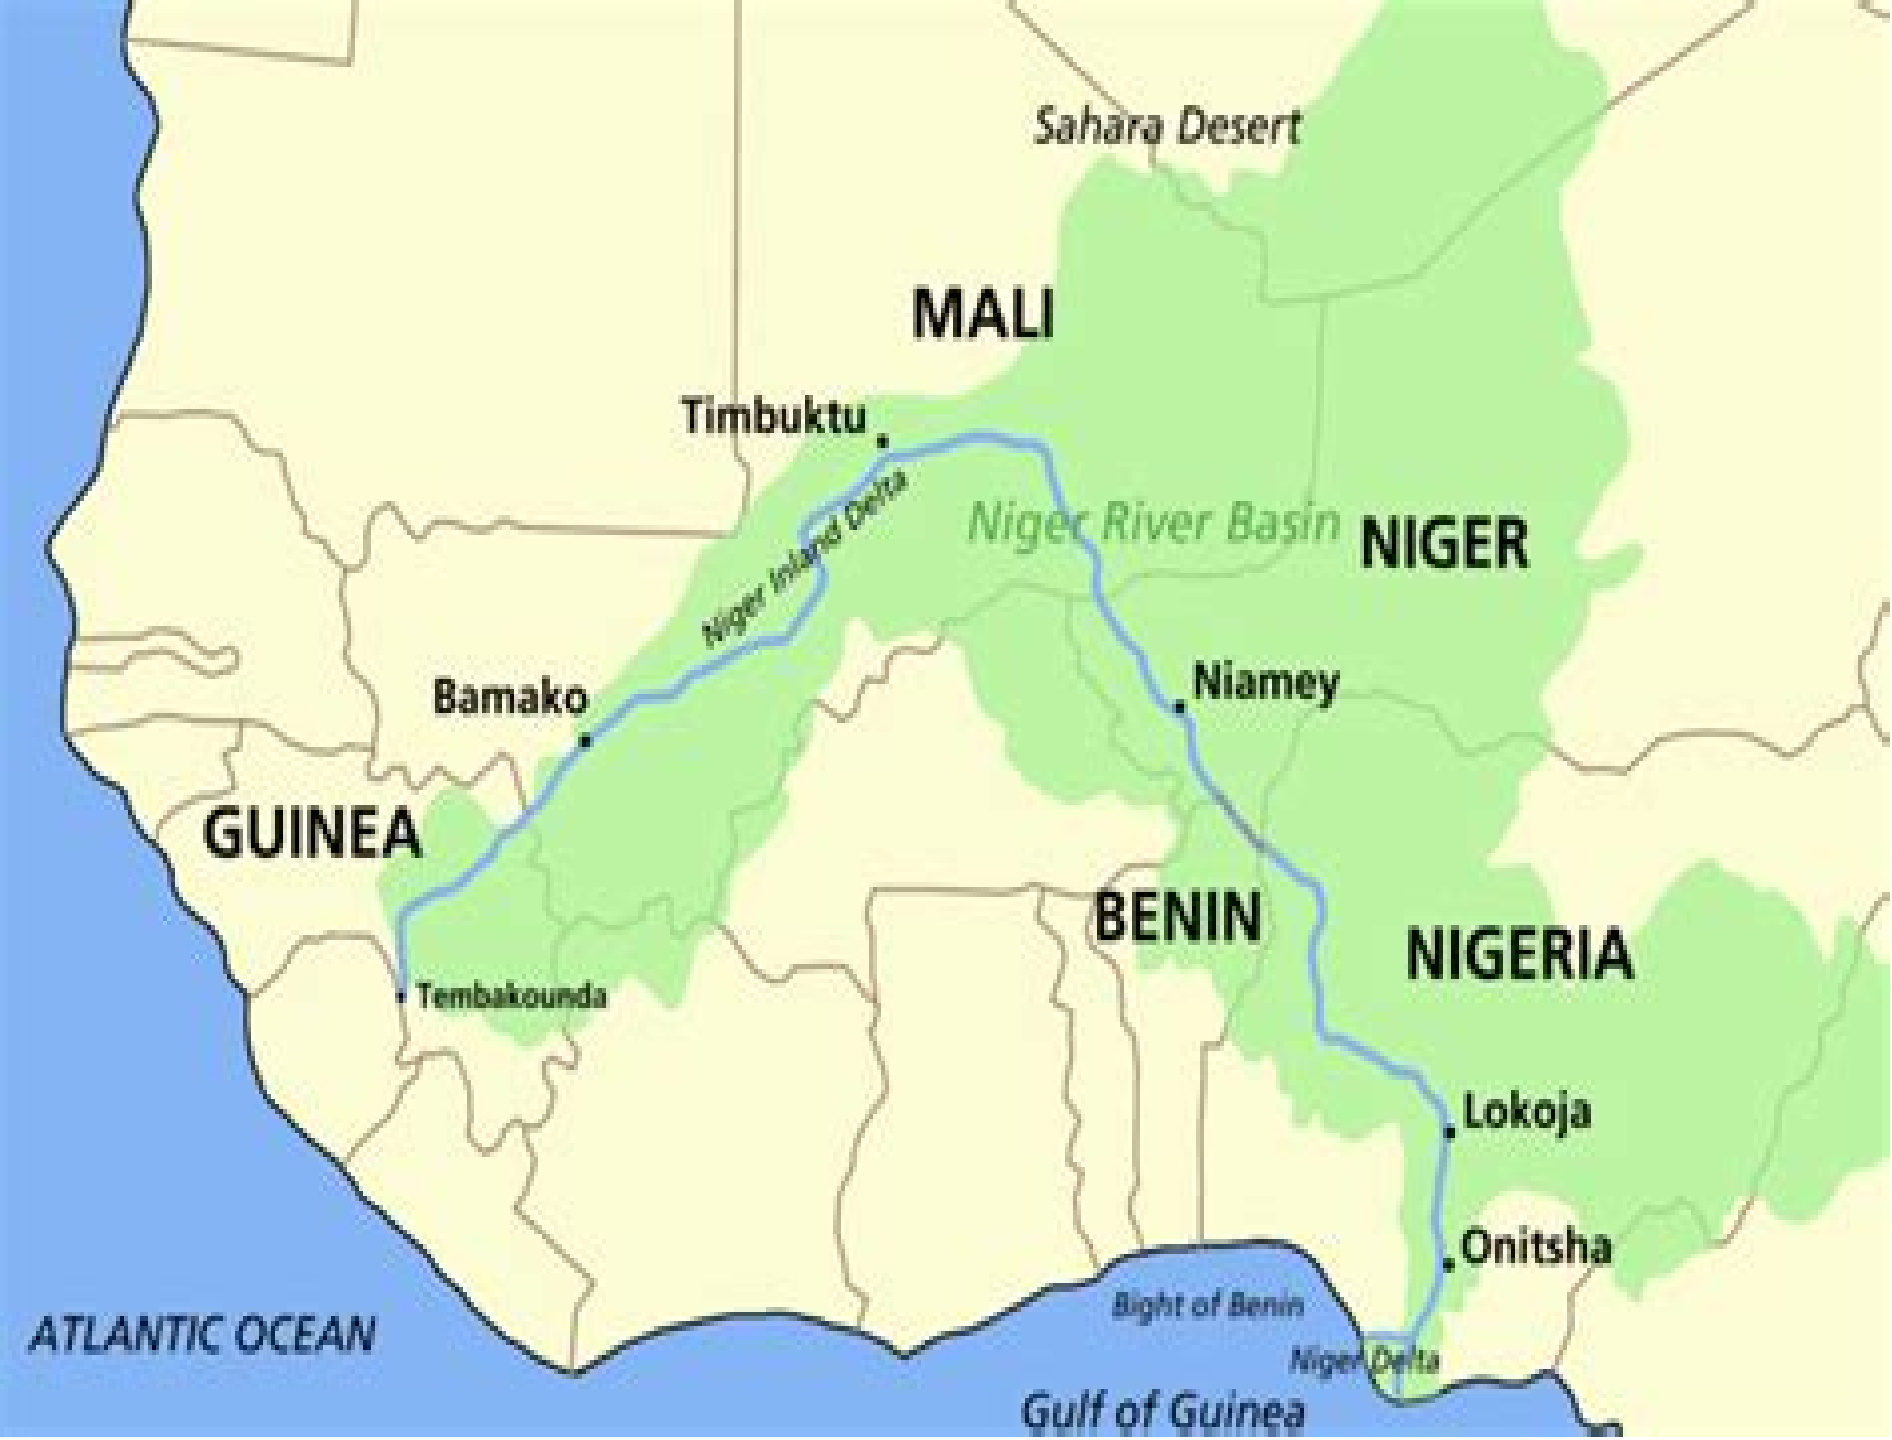 Sahara Desert
MALI
Timbuktu
Niger River Basin
NIGER
Niger Inland Delta
Niamey
Bamako
GUINEA
BENIN
NIGERIA
Tembakounda
Lokoja
Onitsha
Bight of Benin
ATLANTIC OCEAN
Niger Delta
Gulf of Guinea